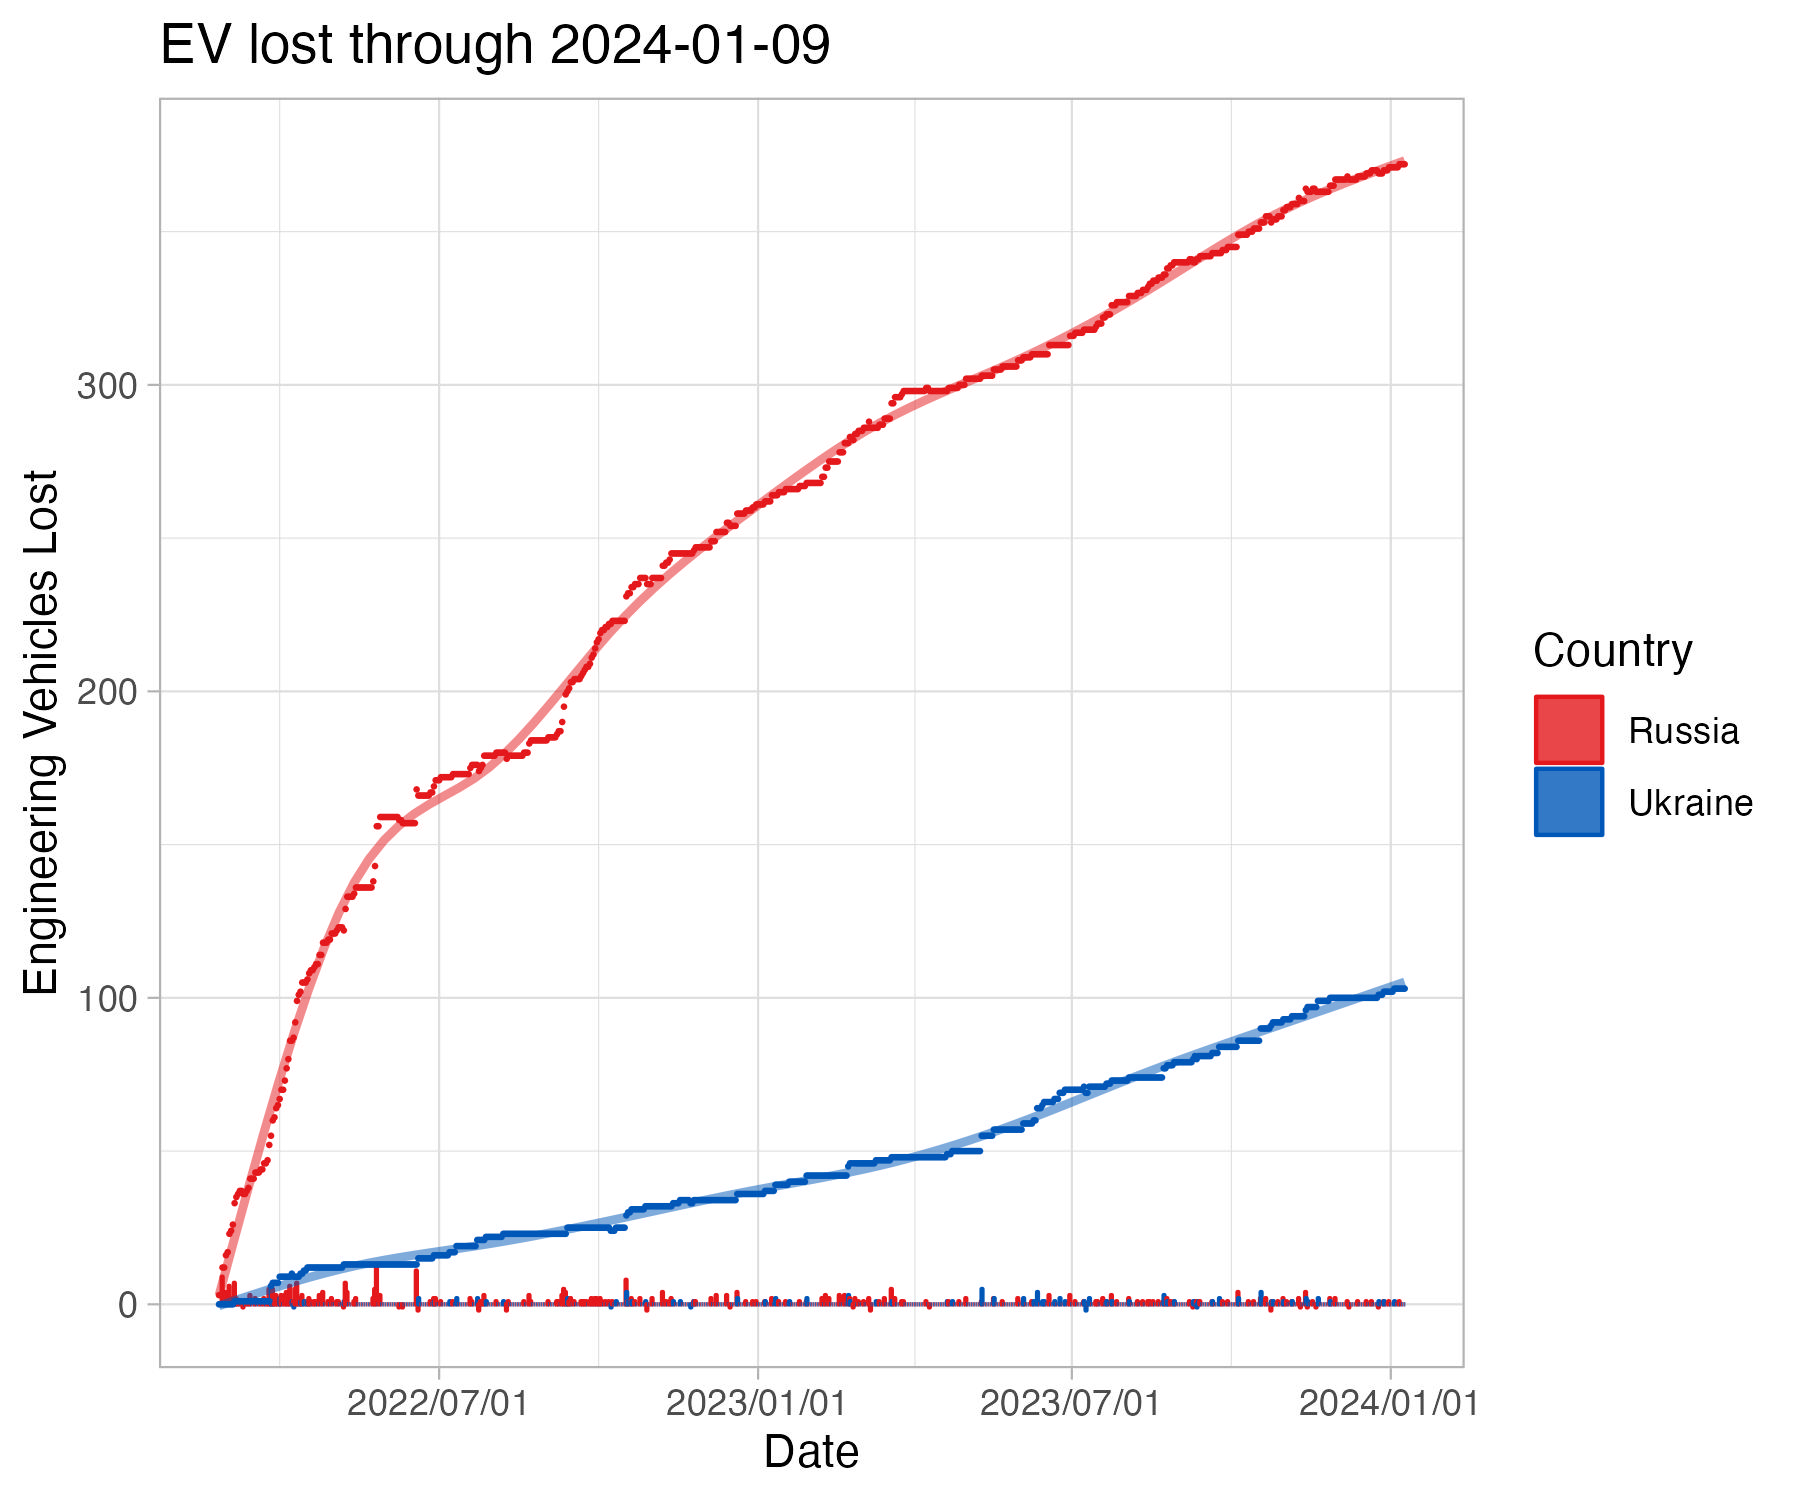 EV lost through 2024-01-09
Engineering Vehicles Lost
300
200
100
0
2022/07/01
2023/01/01
2023/07/01
2024/01/01
Date
Country
Russia
Ukraine